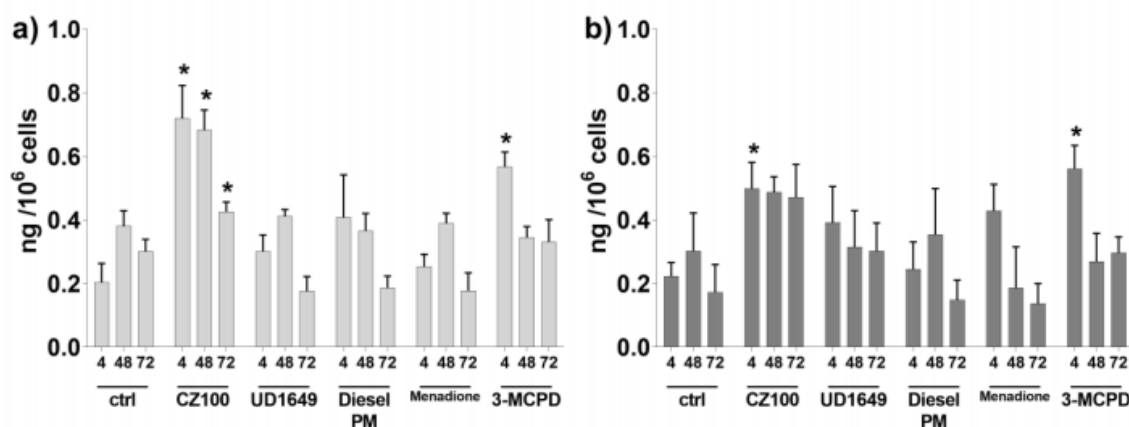 a)
ng /10⁶ cells
1.0
0.8
0.6
0.4
0.2
0.0
* * * *
4 48 72 4 48 72 4 48 72 4 48 72 4 48 72 4 48 72
ctrl CZ100 UD1649 Diesel PM Menadione 3-MCPD
b)
ng /10⁶ cells
1.0
0.8
0.6
0.4
0.2
0.0
* *
4 48 72 4 48 72 4 48 72 4 48 72 4 48 72 4 48 72
ctrl CZ100 UD1649 Diesel PM Menadione 3-MCPD